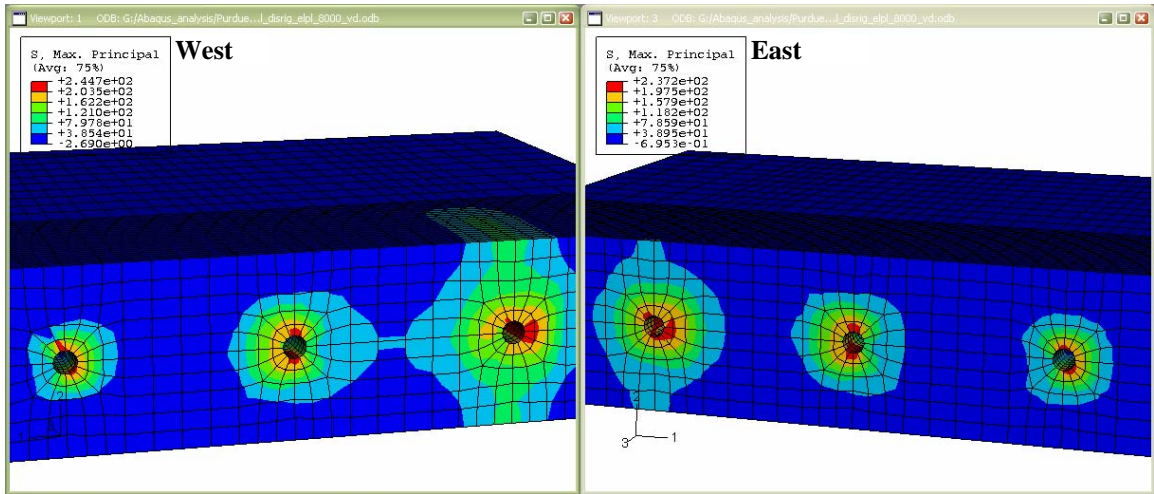 Viewport: 1 ODB: G:/Abaqus_analysis/Purdue...l_disrig_elpl_8000_vd.odb
West
S, Max. Principal
(Avg: 75%)
+2.447e+02
+2.035e+02
+1.622e+02
+1.210e+02
+7.978e+01
+3.854e+01
-2.690e+00
2
1
Viewport: 3 ODB: G:/Abaqus_analysis/Purdue...l_disrig_elpl_8000_vd.odb
East
S, Max. Principal
(Avg: 75%)
+2.372e+02
+1.975e+02
+1.579e+02
+1.182e+02
+7.859e+01
+3.895e+01
-6.953e-01
2
3 1